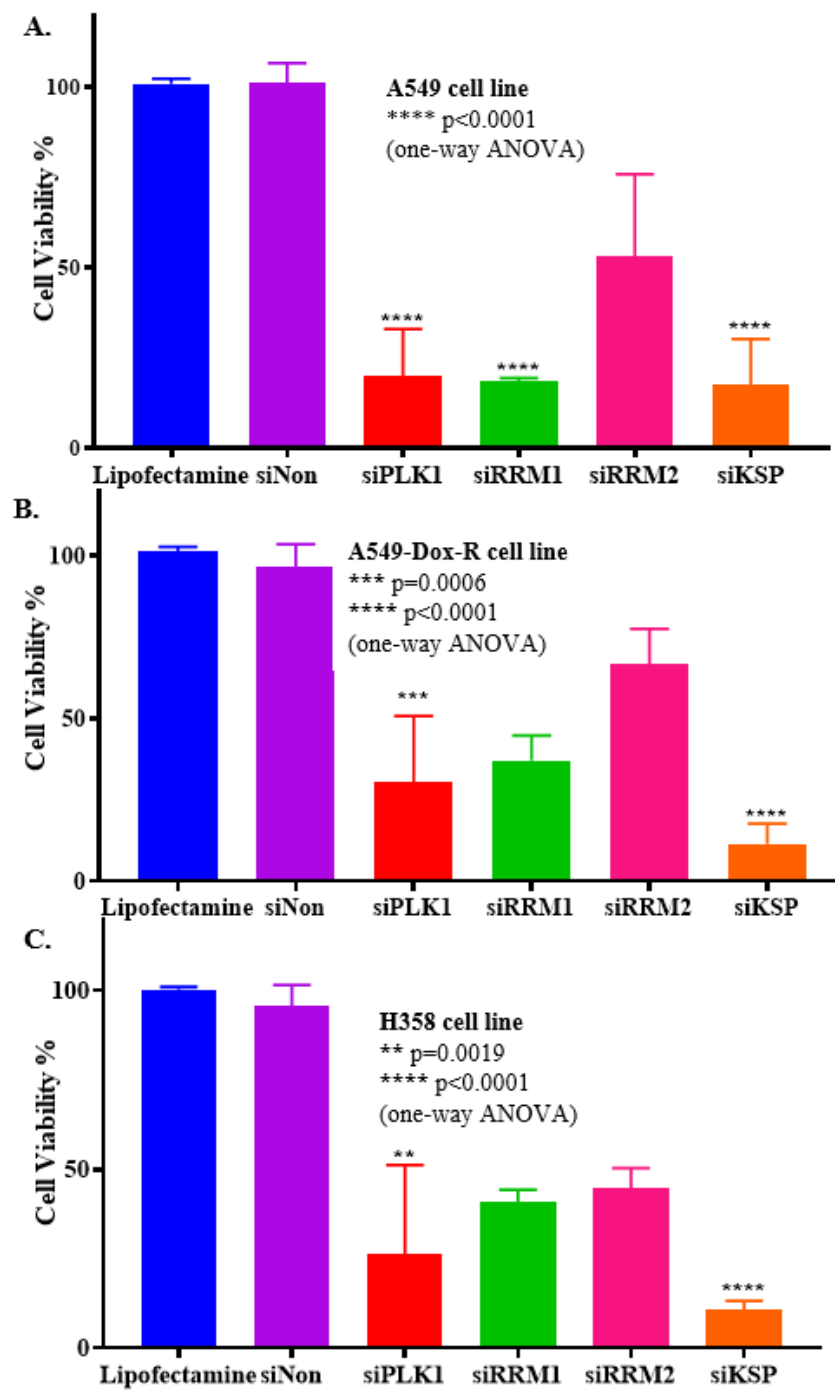 A.
Cell Viability %
100
50
0
A549 cell line
**** p<0.0001
(one-way ANOVA)
****
****
****
Lipofectamine siNon siPLK1 siRRM1 siRRM2 siKSP
B.
Cell Viability %
100
50
0
A549-Dox-R cell line
*** p=0.0006
**** p<0.0001
(one-way ANOVA)
***
****
Lipofectamine siNon siPLK1 siRRM1 siRRM2 siKSP
C.
Cell Viability %
100
50
0
H358 cell line
** p=0.0019
**** p<0.0001
(one-way ANOVA)
**
****
Lipofectamine siNon siPLK1 siRRM1 siRRM2 siKSP